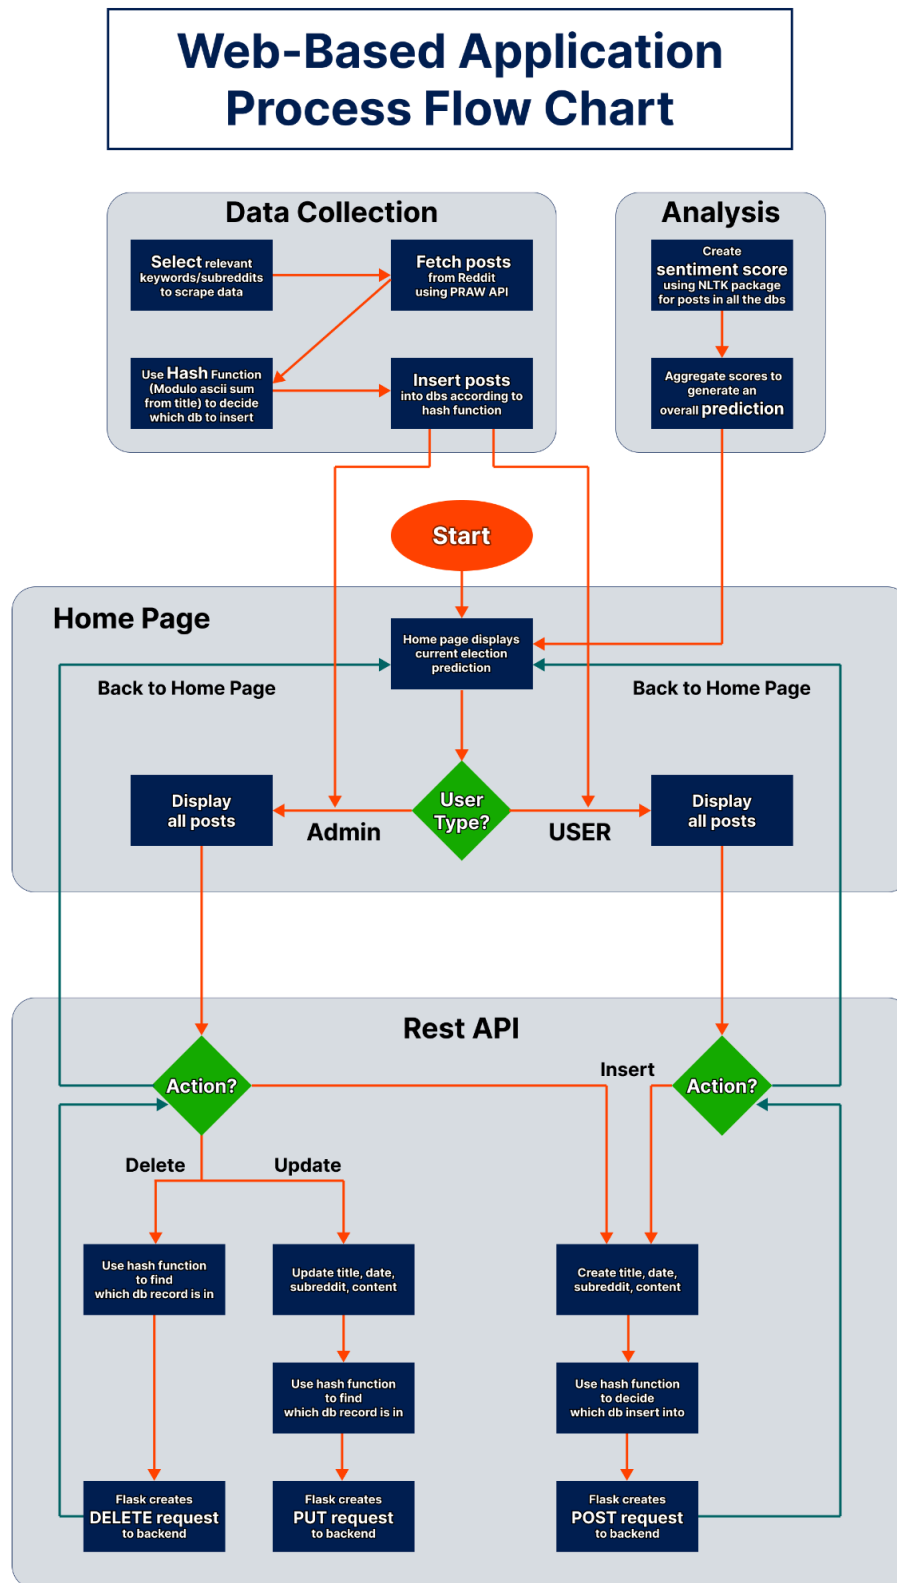 Web-Based Application
Process Flow Chart
Data Collection
Select relevant
keywords/subreddits
to scrape data
Fetch posts
from Reddit
using PRAW API
Use Hash Function
(Modulo ascii sum
from title) to decide
which db to insert
Insert posts
into dbs according to
hash function
Analysis
Create
sentiment score
using NLTK package
for posts in all the dbs
Aggregate scores to
generate an
overall prediction
Start
Home Page
Home page displays
current election
prediction
Back to Home Page
Back to Home Page
Display
all posts
Admin
User
Type?
USER
Display
all posts
Rest API
Action?
Insert
Action?
Delete
Update
Use hash function
to find
which db record is in
Update title, date,
subreddit, content
Create title, date,
subreddit, content
Use hash function
to find
which db record is in
Use hash function
to decide
which db insert into
Flask creates
DELETE request
to backend
Flask creates
PUT request
to backend
Flask creates
POST request
to backend